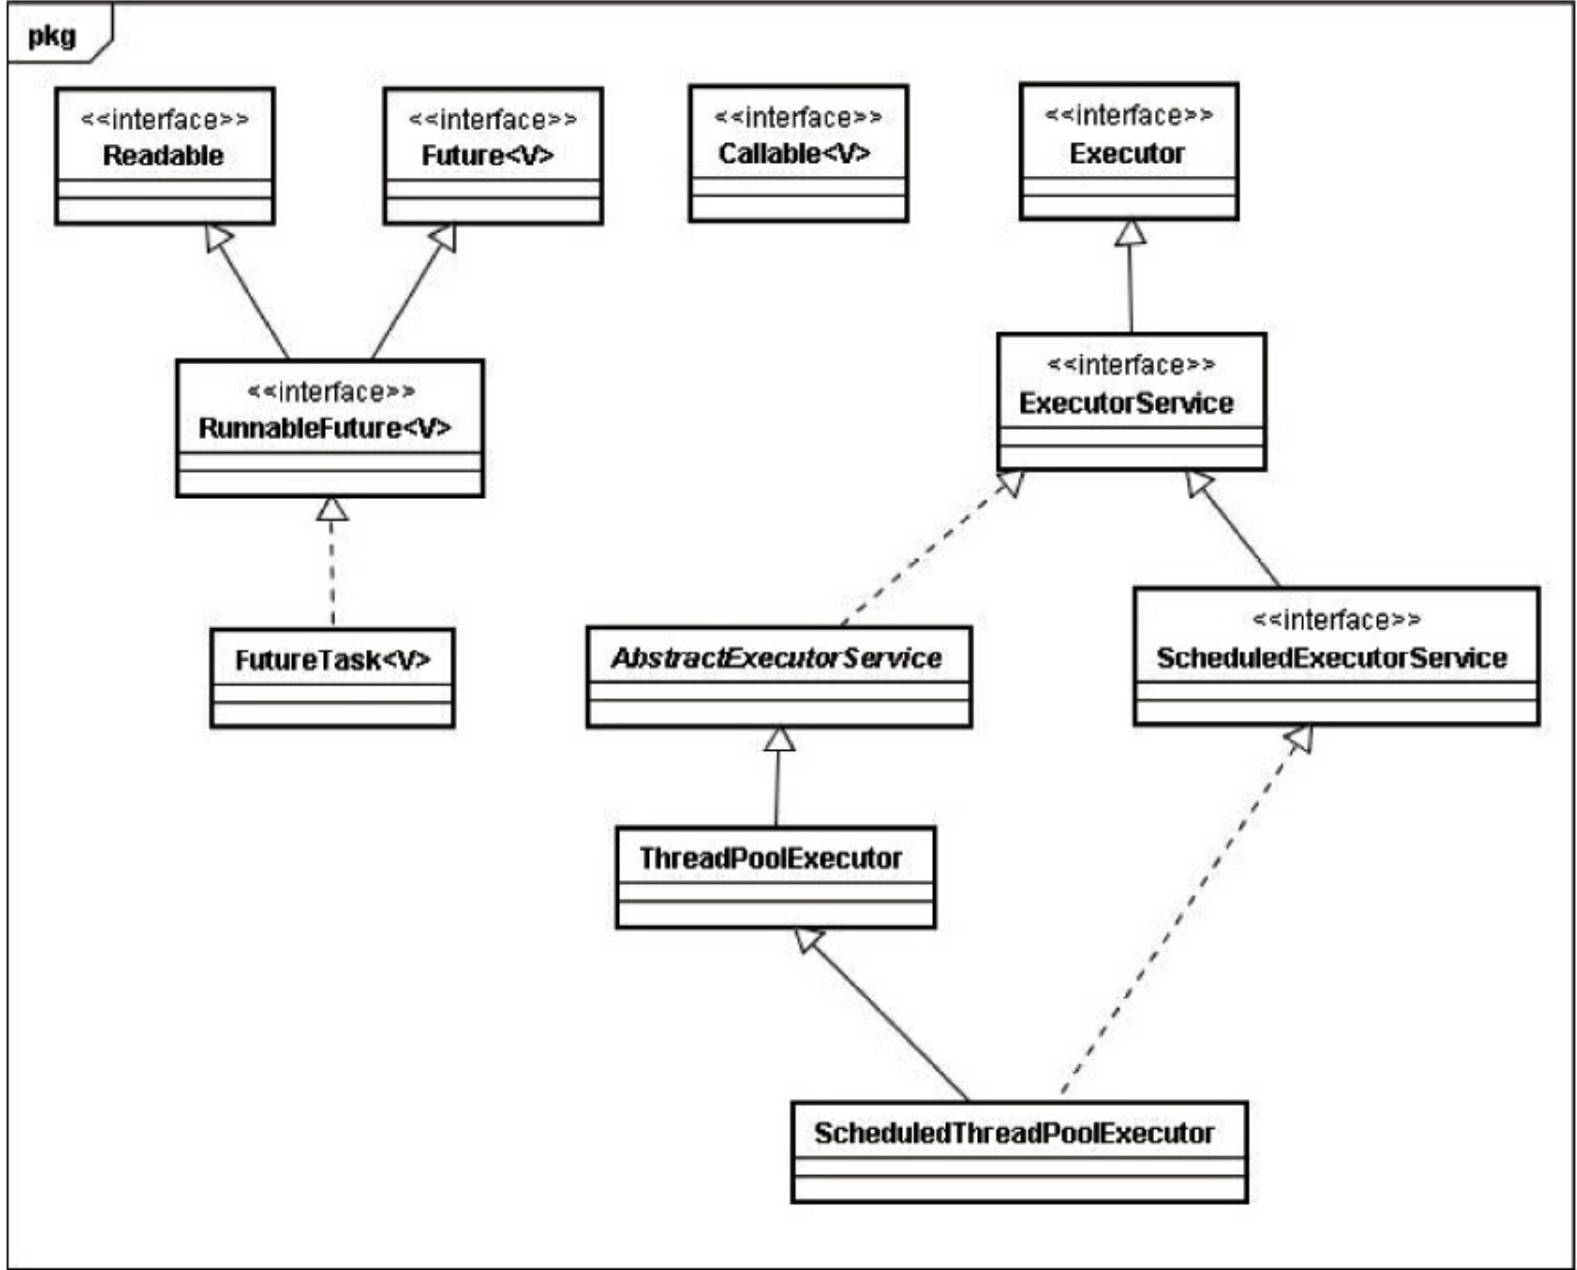 pkg
<<interface>>
Readable
<<interface>>
Future<V>
<<interface>>
Callable<V>
<<interface>>
Executor
<<interface>>
RunnableFuture<V>
<<interface>>
ExecutorService
FutureTask<V>
AbstractExecutorService
<<interface>>
ScheduledExecutorService
ThreadPoolExecutor
ScheduledThreadPoolExecutor